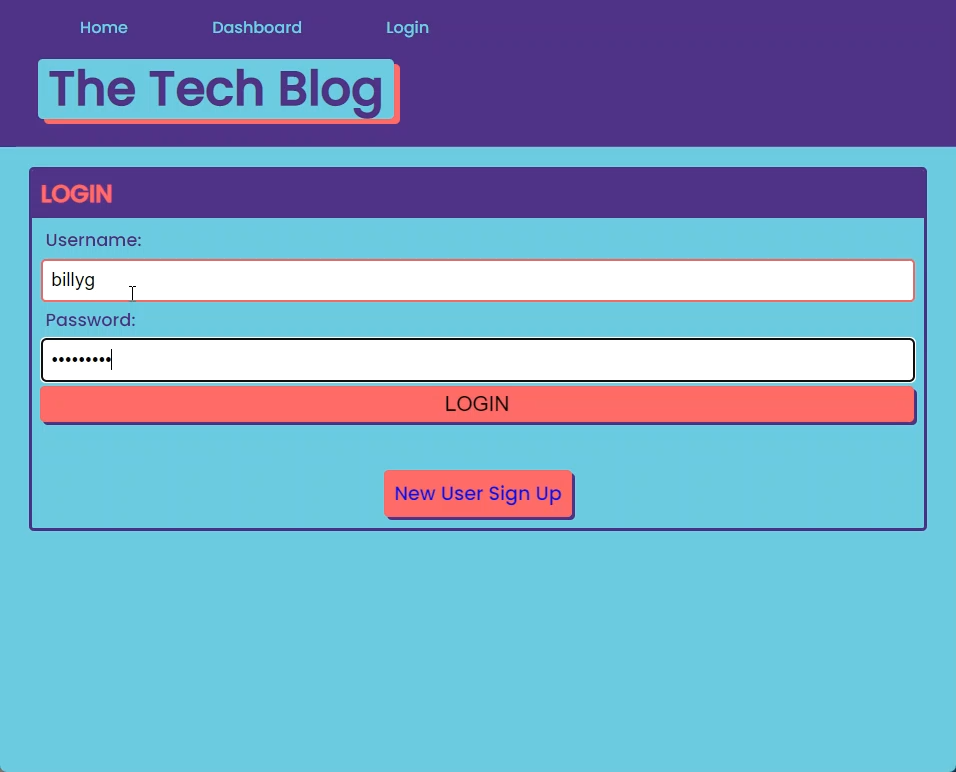 Home Dashboard Login
The Tech Blog
LOGIN
Username:
billyg
Password:
•••••••••
LOGIN
New User Sign Up